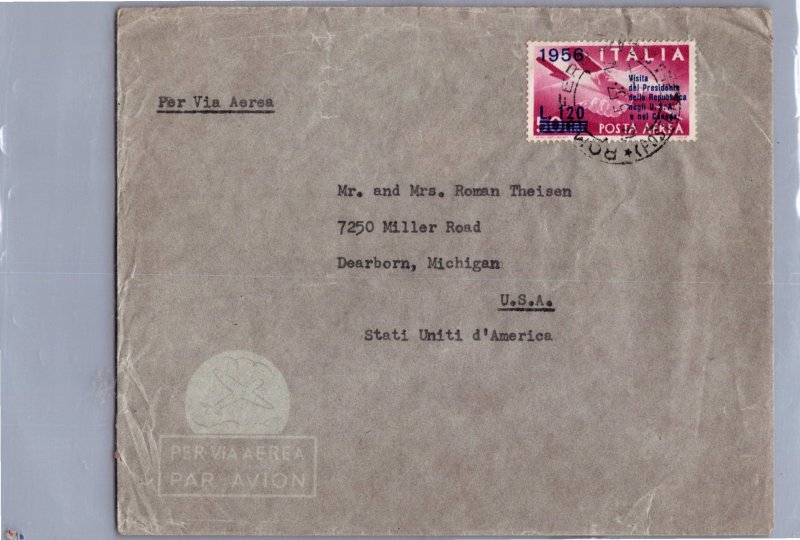 1956 ITALIA
Visita
del Presidente
della Repubblica
negli U.S.A.
e nel Canada
L. 120
POSTA AEREA
Per Via Aerea
Mr. and Mrs. Roman Theisen
7250 Miller Road
Dearborn, Michigan
U.S.A.
Stati Uniti d'America
PER VIA AEREA
PAR AVION